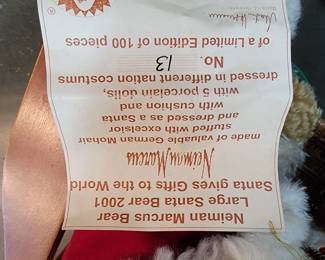 Neiman Marcus Bear
Large Santa Bear 2001
Santa gives Gifts to the World
Neiman Marcus
made of valuable German Mohair
stuffed with excelsior
and dressed as a Santa
with cushion and
with 5 porcelain dolls,
dressed in different nation costums
No. 13
of a Limited Edition of 100 pieces